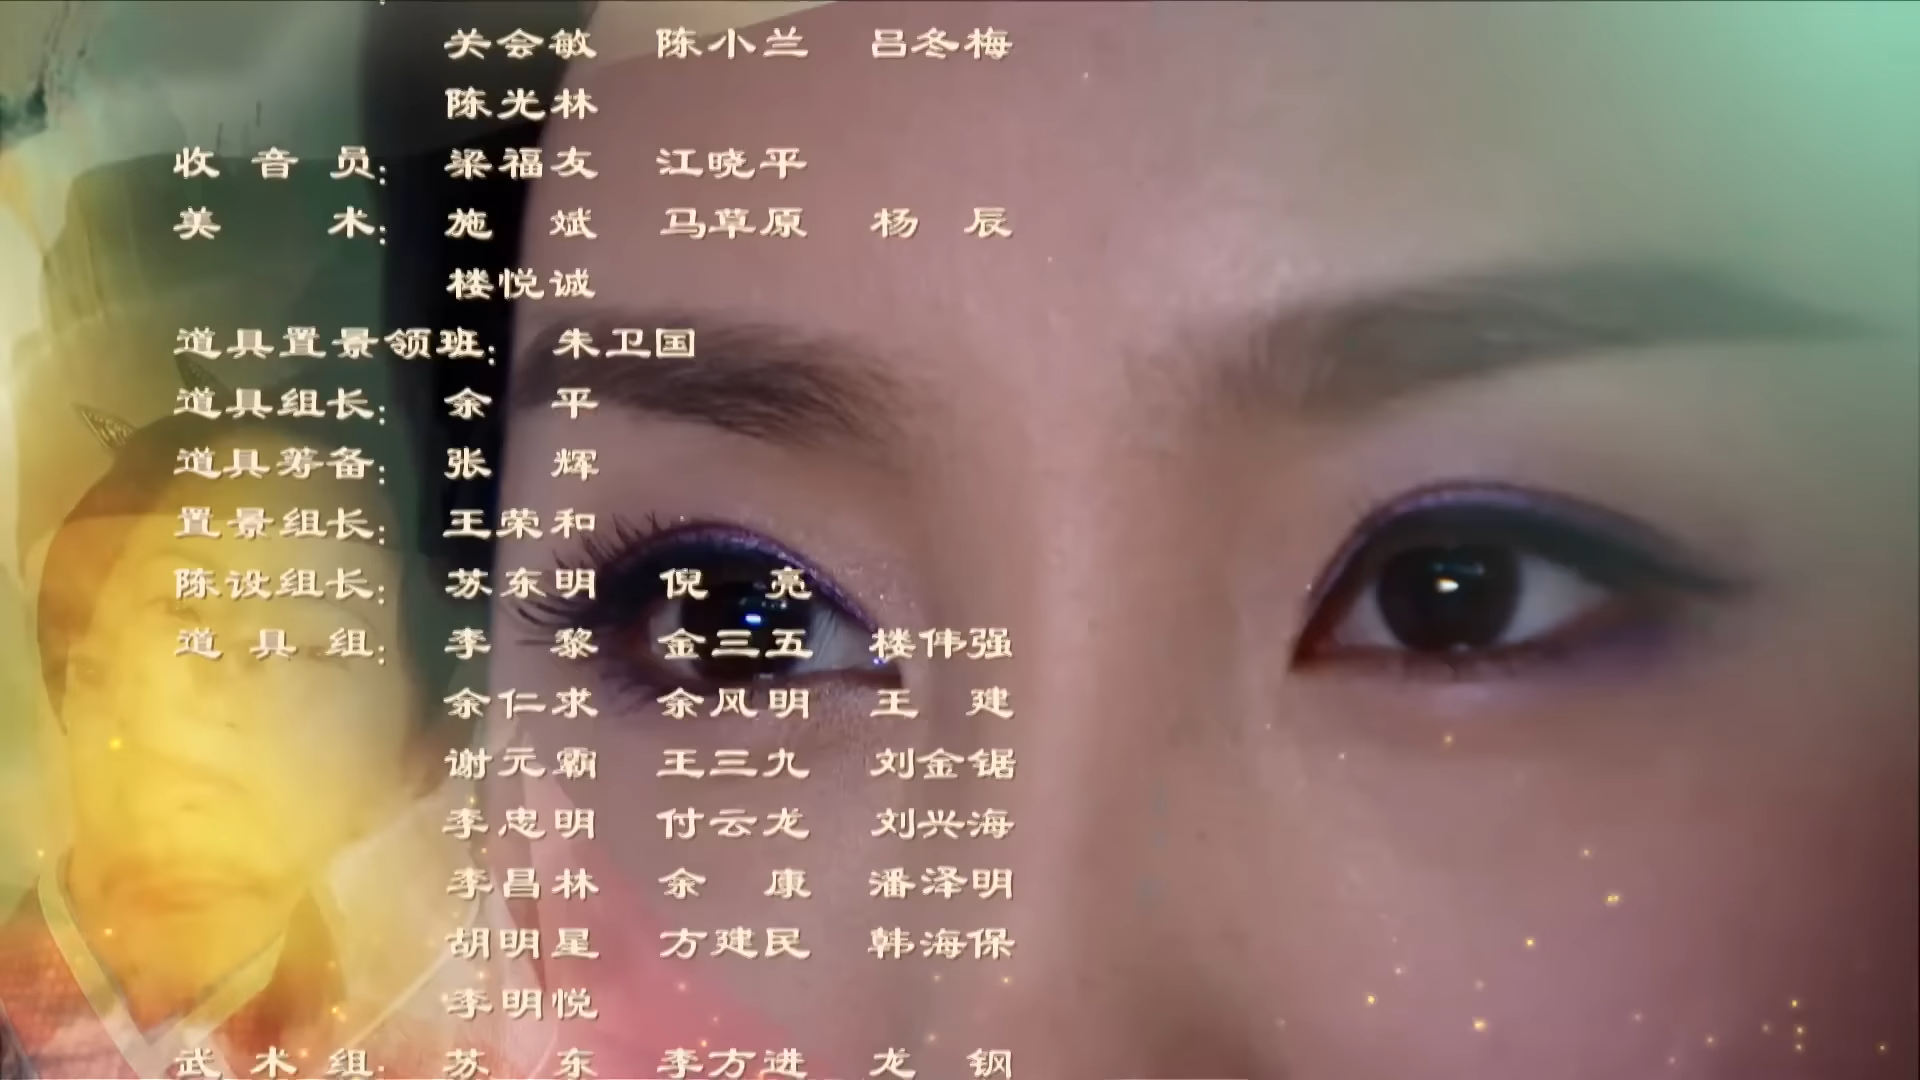 关会敏 陈小兰 吕冬梅
陈光林
收音员: 梁福友 江晓平
美术: 施斌 马草原 杨辰
楼悦诚
道具置景领班: 朱卫国
道具组长: 余平
道具筹备: 张辉
置景组长: 王荣和
陈设组长: 苏东明 倪亮
道具组: 李黎 金三五 楼伟强
余仁求 余风明 王建
谢元霸 王三九 刘金锯
李忠明 付云龙 刘兴海
李昌林 余康 潘泽明
胡明星 方建民 韩海保
李明悦
武术组: 苏东 李方进 龙钢